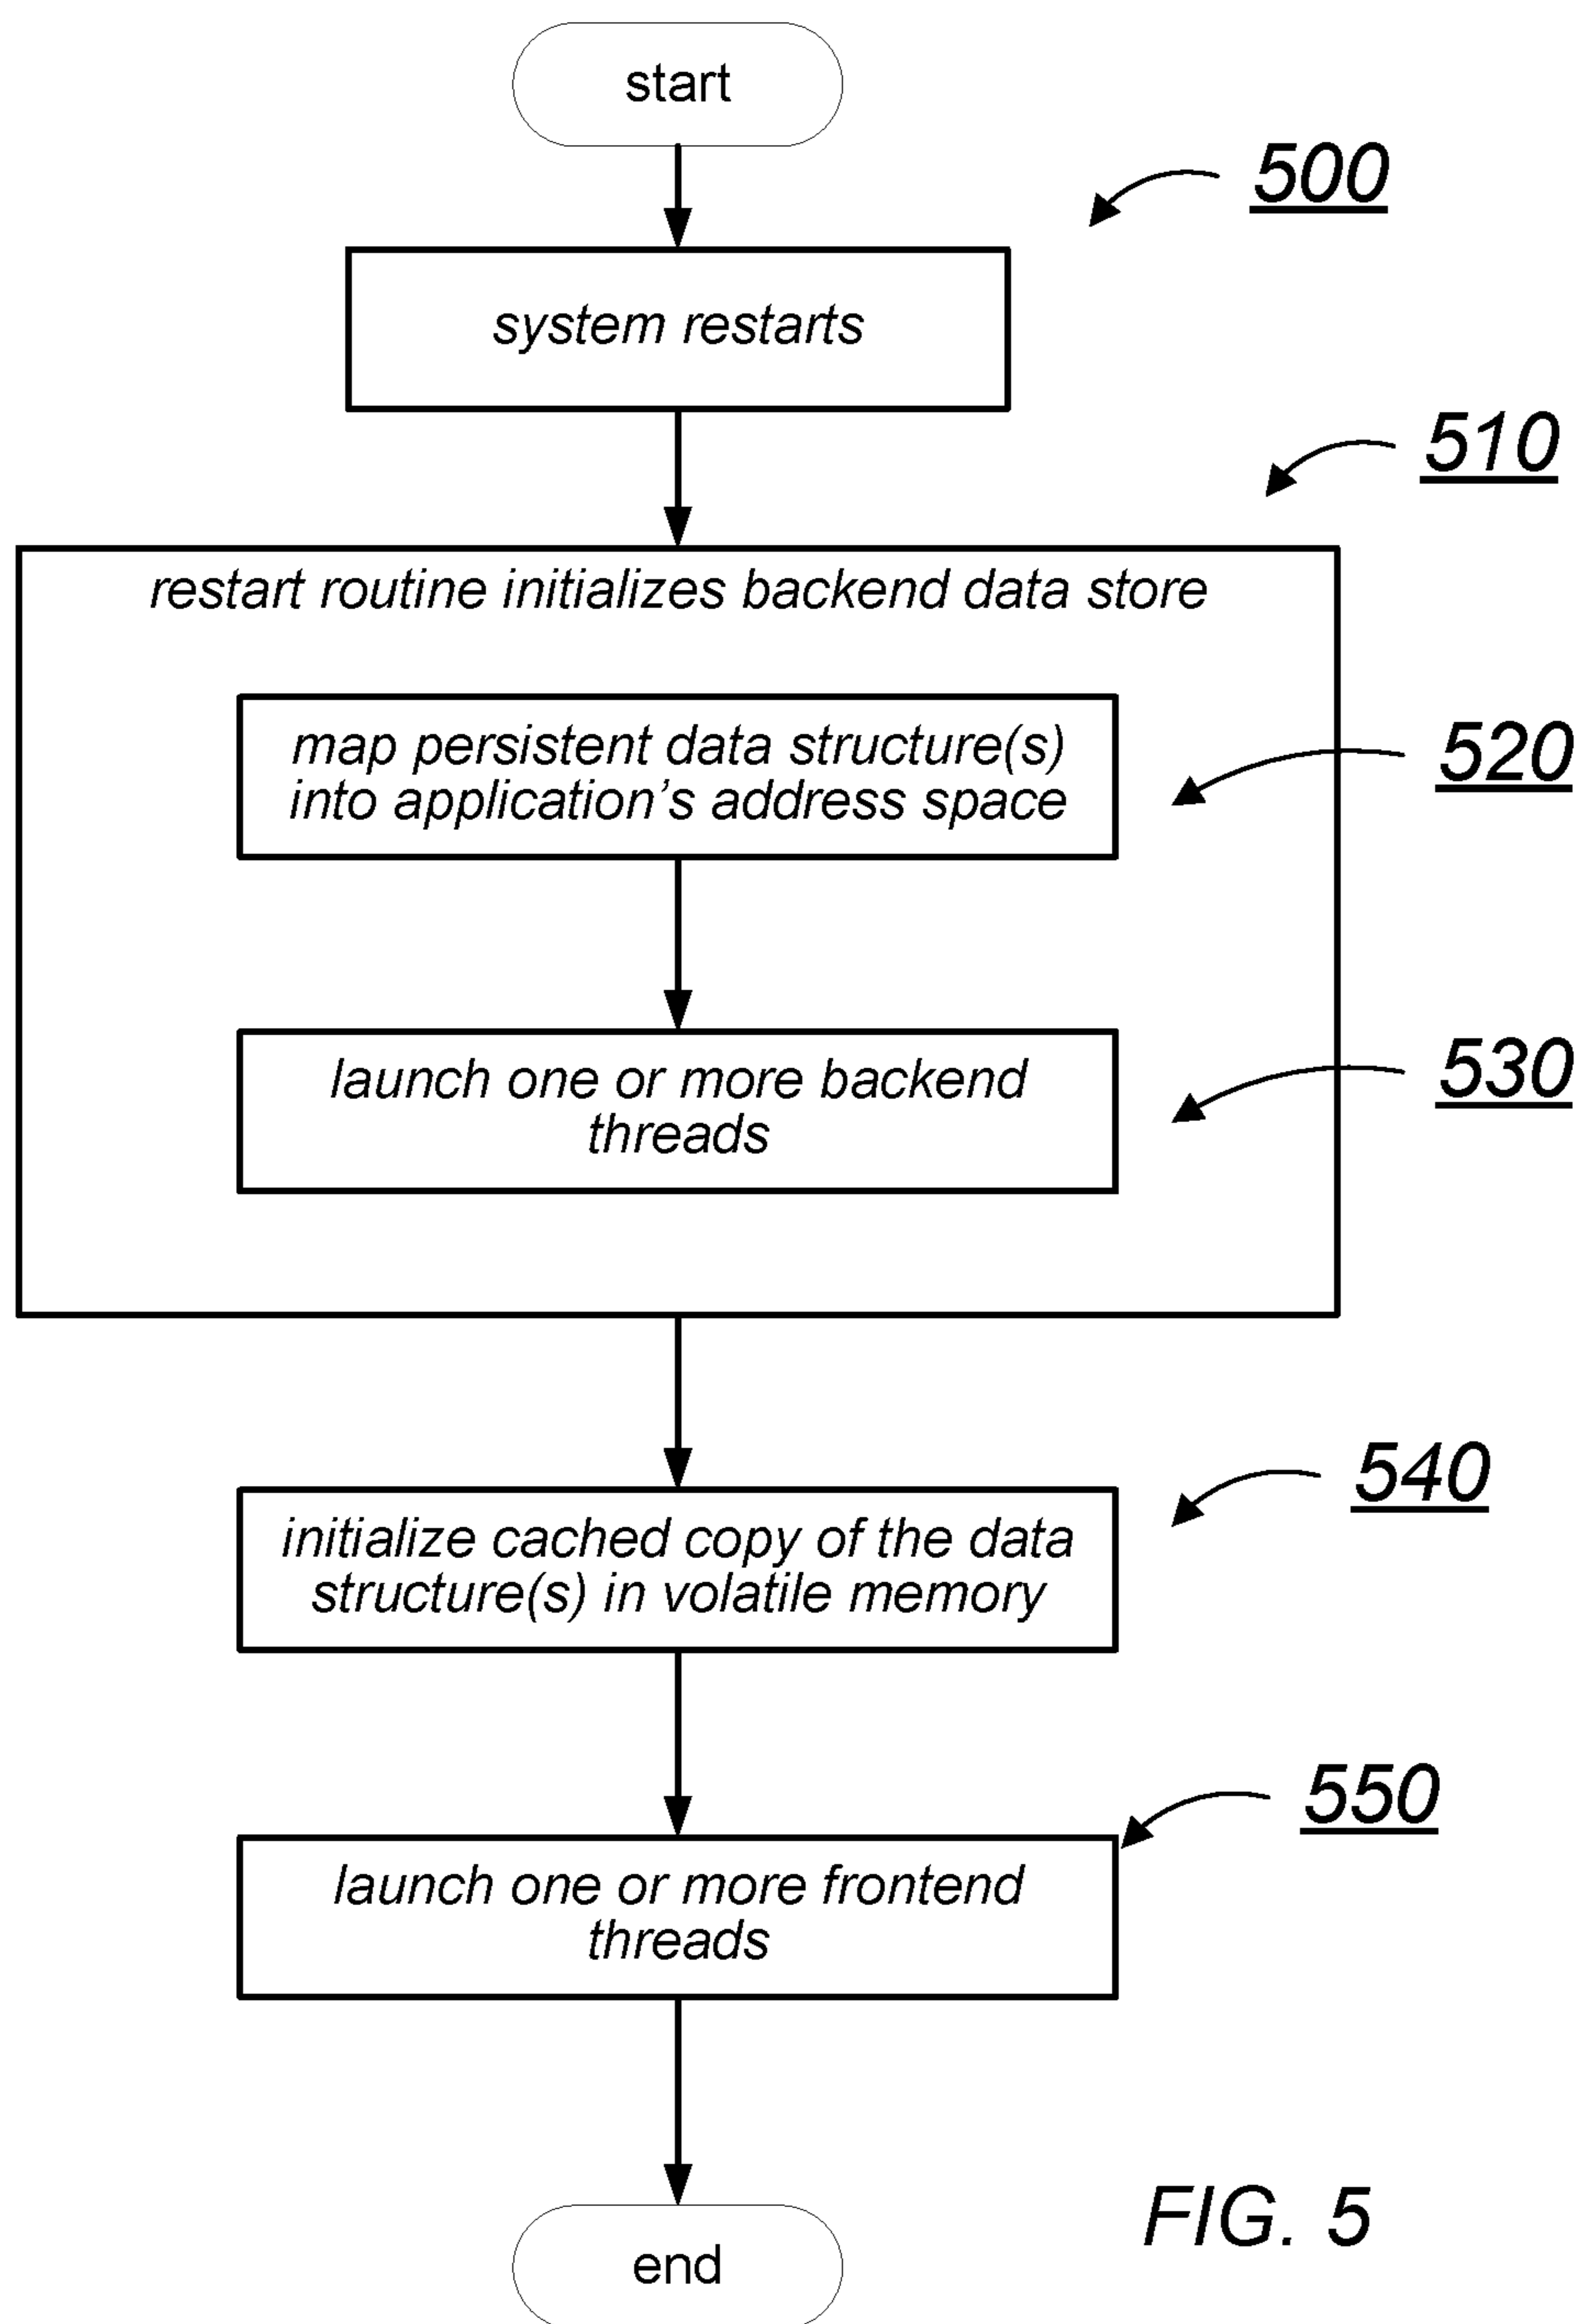 start
500
system restarts
510
restart routine initializes backend data store
map persistent data structure(s)
into application’s address space
520
launch one or more backend
threads
530
540
initialize cached copy of the data
structure(s) in volatile memory
550
launch one or more frontend
threads
end
FIG. 5